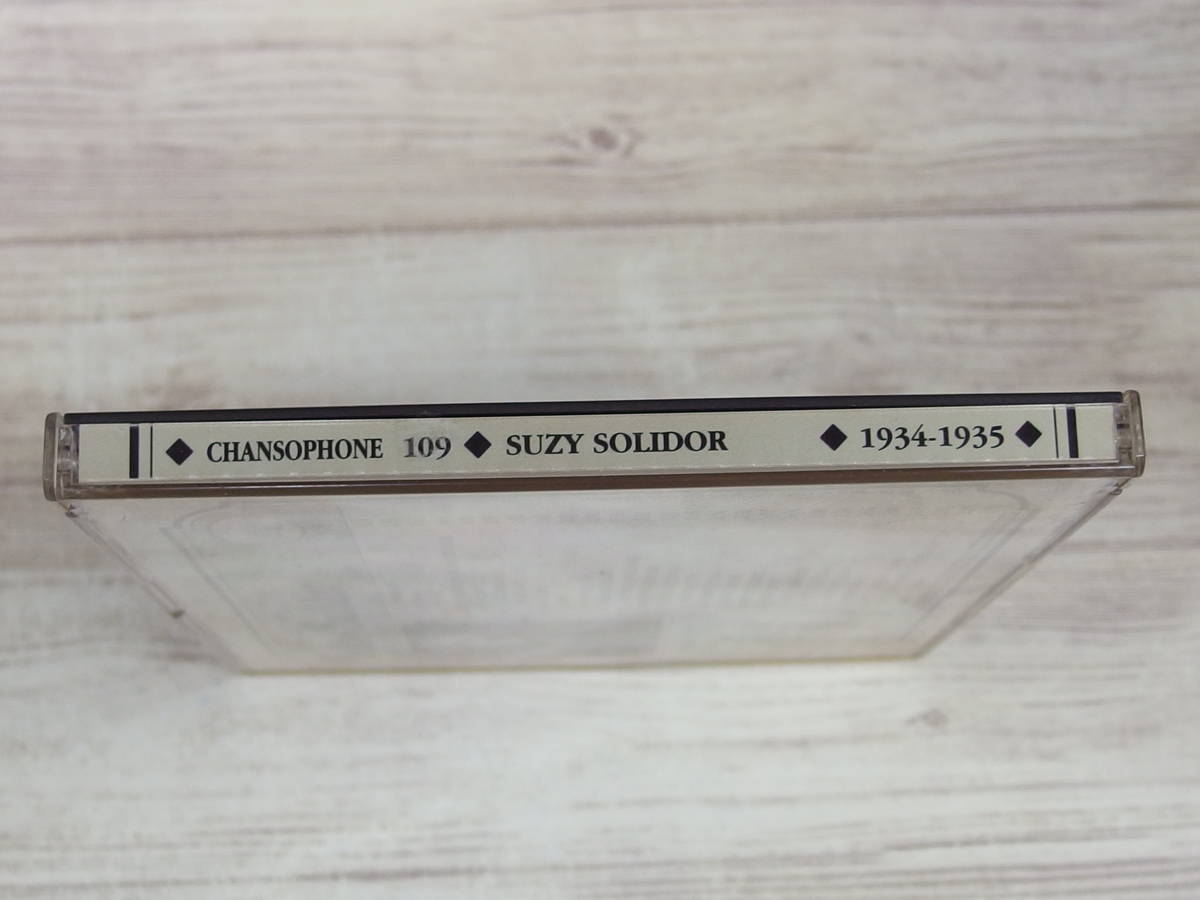 ◆ CHANSOPHONE 109 ◆ SUZY SOLIDOR ◆ 1934-1935 ◆